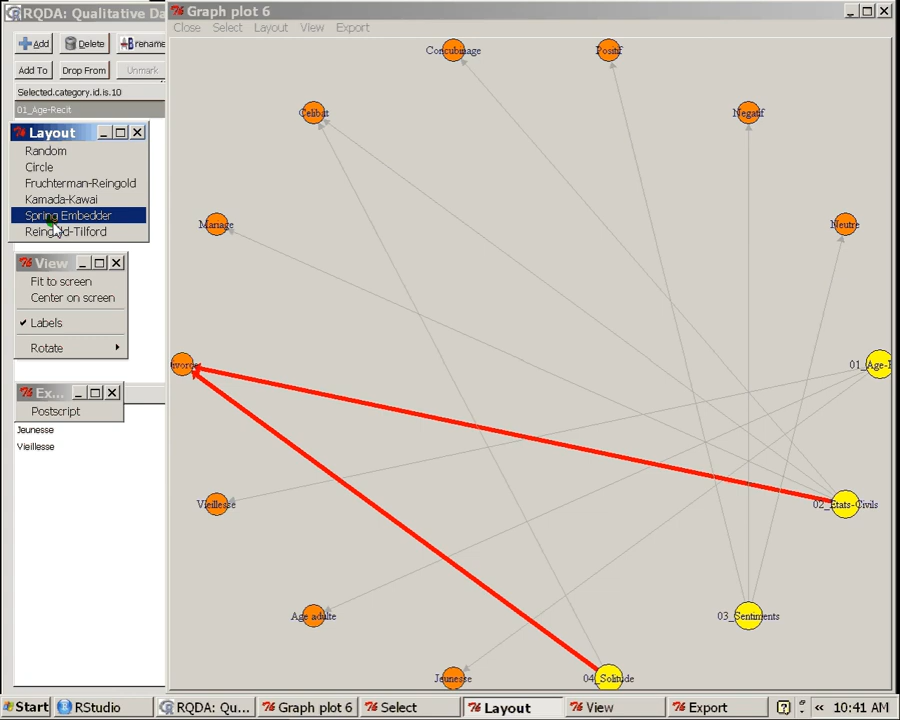 RQDA: Qualitative Da
Graph plot 6
Close Select Layout View Export
Add Delete rename
Add To Drop From Unmark
Selected.category.id.is.10
01_Age-Recit
Layout
Random
Circle
Fruchterman-Reingold
Kamada-Kawai
Spring Embedder
Reingold-Tilford
View
Fit to screen
Center on screen
Labels
Rotate
Ex...
Postscript
Jeunesse
Vieillesse
Concubinage
Positif
Celibat
Negatif
Mariage
Neutre
ivorce
01_Age-R
Vieillesse
02_Etats-Civils
Age adulte
03_Sentiments
Jeunesse
04_Solitude
Start RStudio RQDA: Qu... Graph plot 6 Select Layout View Export ? « 10:41 AM